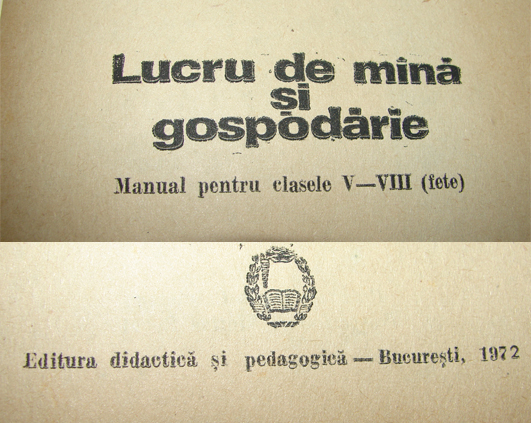 Lucru de mînă
și
gospodărie
Manual pentru clasele V—VIII (fete)
Editura didactică și pedagogică — București, 1972